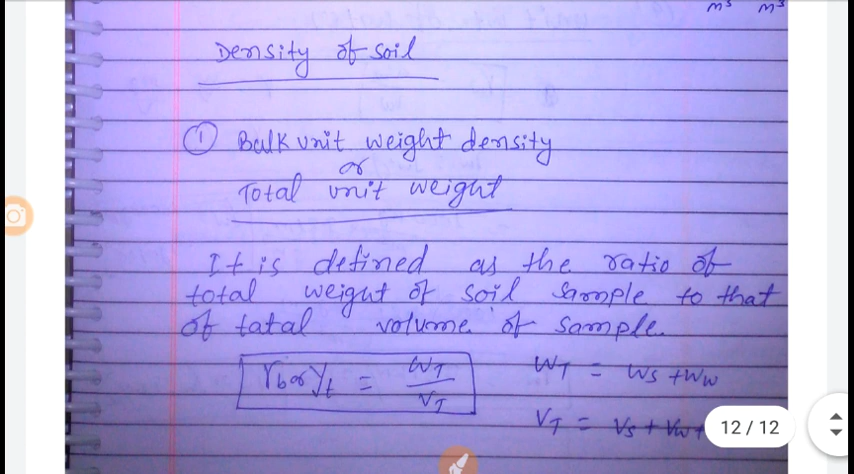 m³ m³
Density of soil
① Bulk unit weight density
or
Total unit weight
It is defined as the ratio of
total weight of soil sample to that
of tatal volume of sample.
γb or γt = WT / VT
WT = Ws + Ww
VT = Vs + Vw +
12 / 12